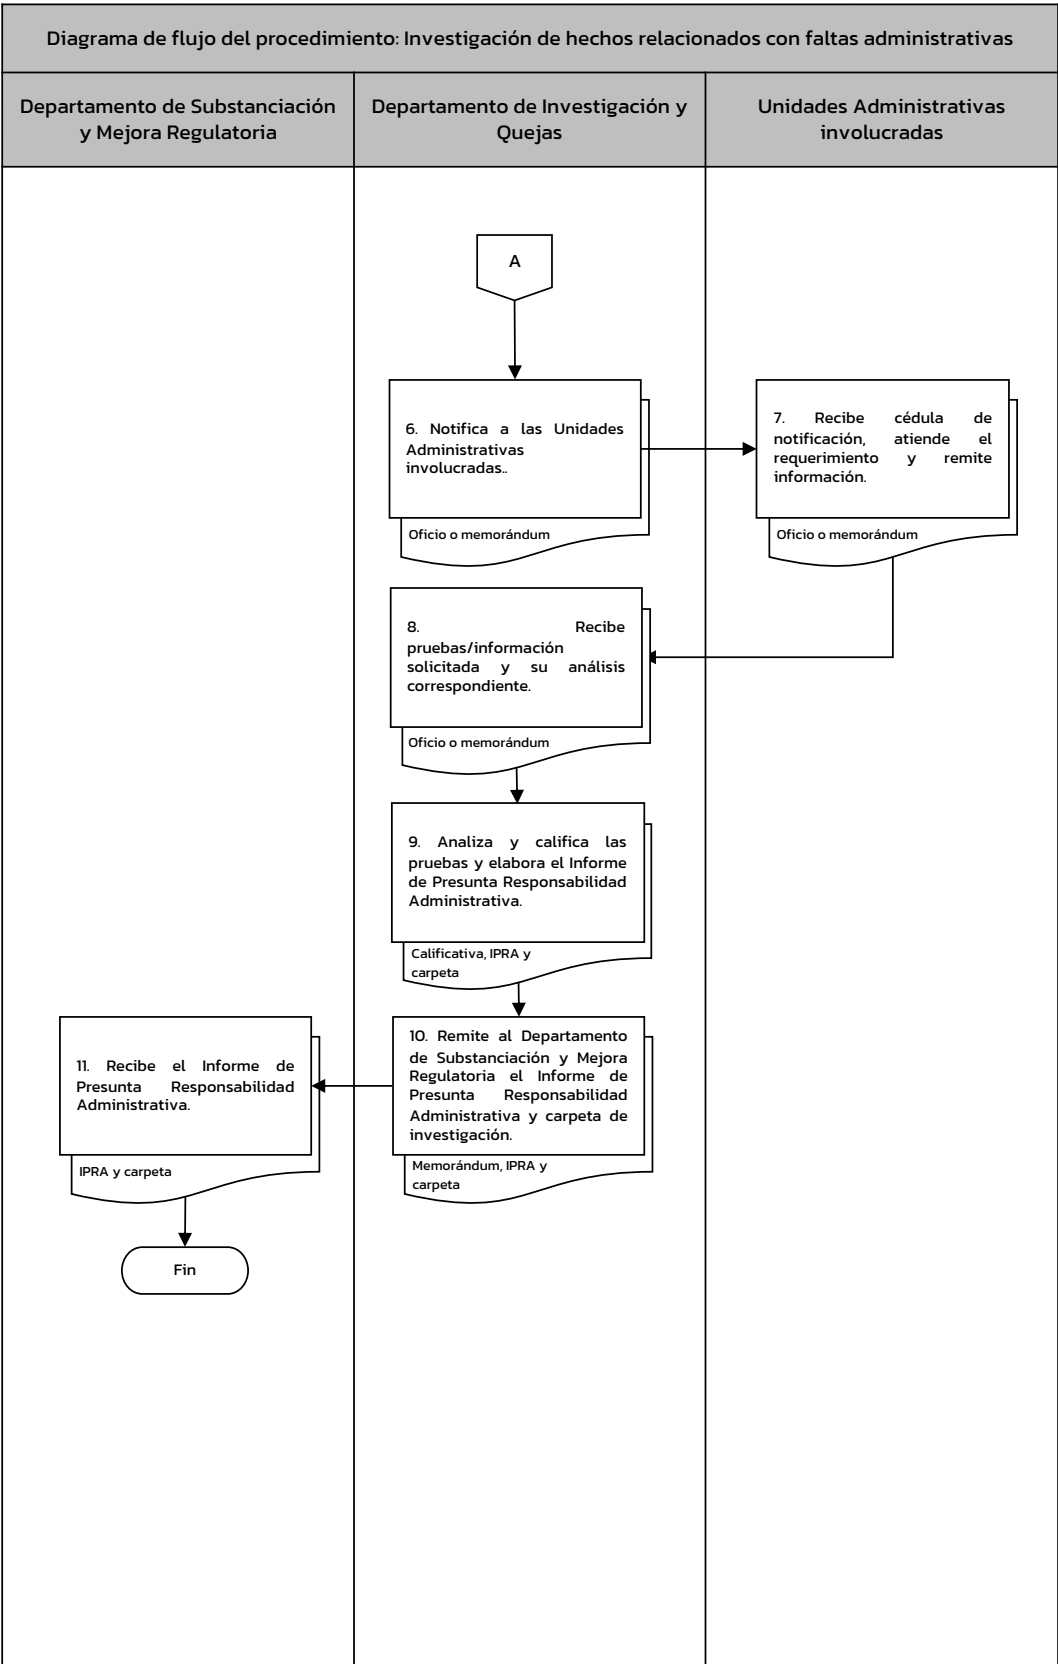 Diagrama de flujo del procedimiento: Investigación de hechos relacionados con faltas administrativas
Departamento de Substanciación
y Mejora Regulatoria
Departamento de Investigación y
Quejas
Unidades Administrativas
involucradas
A
6. Notifica a las Unidades
Administrativas
involucradas..
Oficio o memorándum
7. Recibe cédula de
notificación, atiende el
requerimiento y remite
información.
Oficio o memorándum
8. Recibe
pruebas/información
solicitada y su análisis
correspondiente.
Oficio o memorándum
9. Analiza y califica las
pruebas y elabora el Informe
de Presunta Responsabilidad
Administrativa.
Calificativa, IPRA y
carpeta
10. Remite al Departamento
de Substanciación y Mejora
Regulatoria el Informe de
Presunta Responsabilidad
Administrativa y carpeta de
investigación.
Memorándum, IPRA y
carpeta
11. Recibe el Informe de
Presunta Responsabilidad
Administrativa.
IPRA y carpeta
Fin